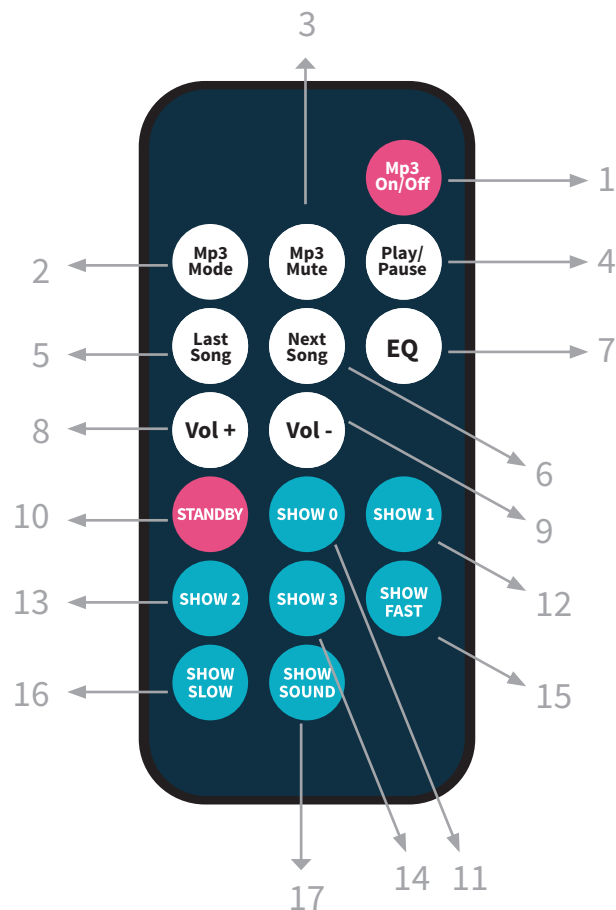 3
Mp3
On/Off
1
Mp3
Mode
Mp3
Mute
Play/
Pause
2
4
Last
Song
Next
Song
EQ
5
7
Vol +
Vol -
8
6
STANDBY
SHOW 0
SHOW 1
10
9
SHOW 2
SHOW 3
SHOW
FAST
13
12
SHOW
SLOW
SHOW
SOUND
16
15
14
11
17